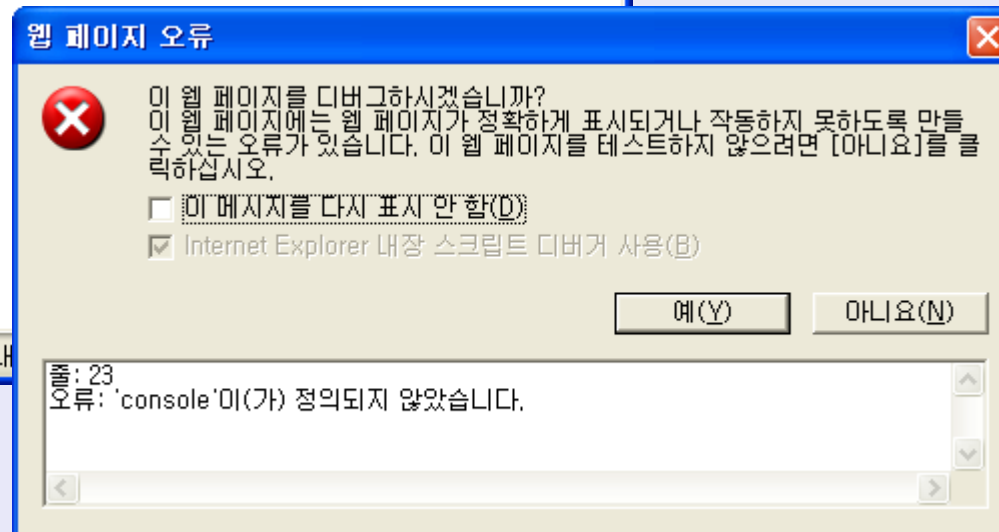 웹 페이지 오류
이 웹 페이지를 디버그하시겠습니까?
이 웹 페이지에는 웹 페이지가 정확하게 표시되거나 작동하지 못하도록 만들
수 있는 오류가 있습니다. 이 웹 페이지를 테스트하지 않으려면 [아니요]를 클
릭하십시오.
이 메시지를 다시 표시 안 함(D)
Internet Explorer 내장 스크립트 디버거 사용(B)
예(Y) 아니요(N)
줄: 23
오류: 'console'이(가) 정의되지 않았습니다.